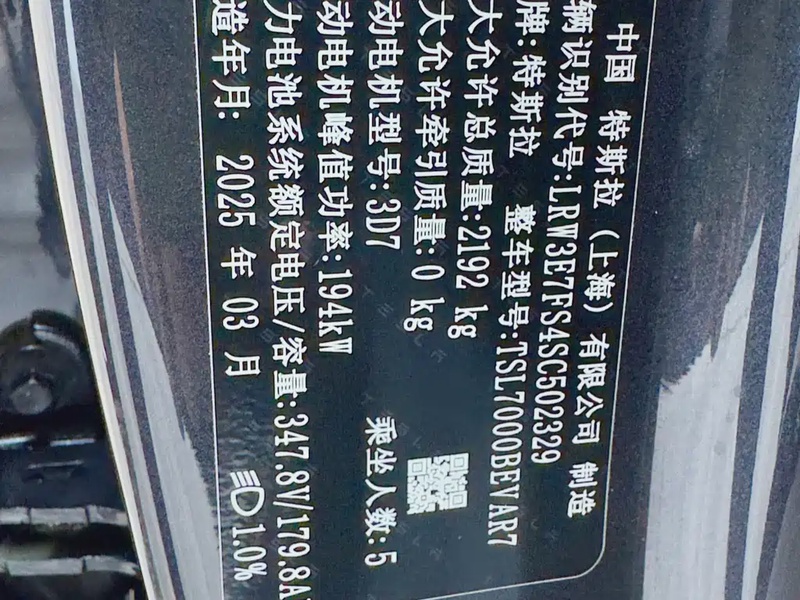 中国 特斯拉（上海）有限公司 制造
辆识别代号:LRW3E7FS4SC502329
牌:特斯拉 整车型号:TSL7000BEVAR7
大允许总质量:2192 kg
大允许牵引质量:0 kg
动电机型号:3D7 乘坐人数:5
动电机峰值功率:194kW
力电池系统额定电压/容量:347.8V/179.8A
造年月: 2025 年 03 月 1.0%